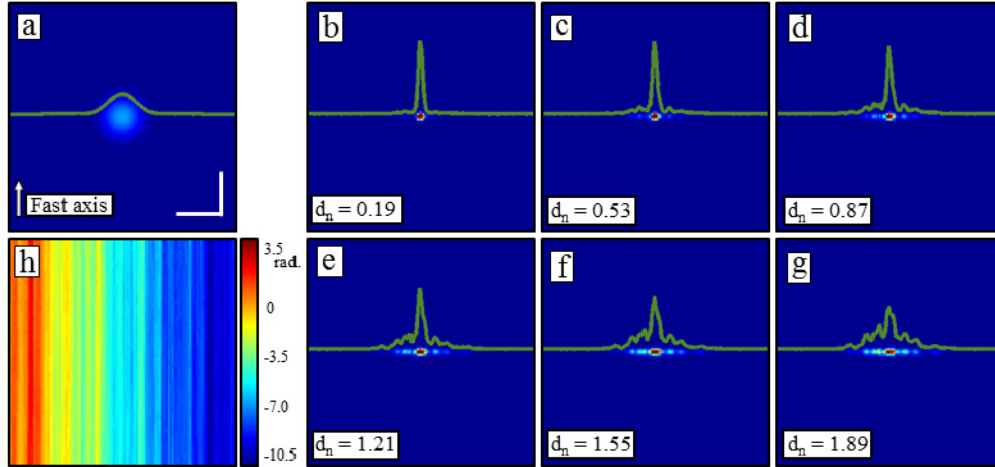 a
Fast axis
b
d_n = 0.19
c
d_n = 0.53
d
d_n = 0.87
h
3.5
rad.
0
-3.5
-7.0
-10.5
e
d_n = 1.21
f
d_n = 1.55
g
d_n = 1.89